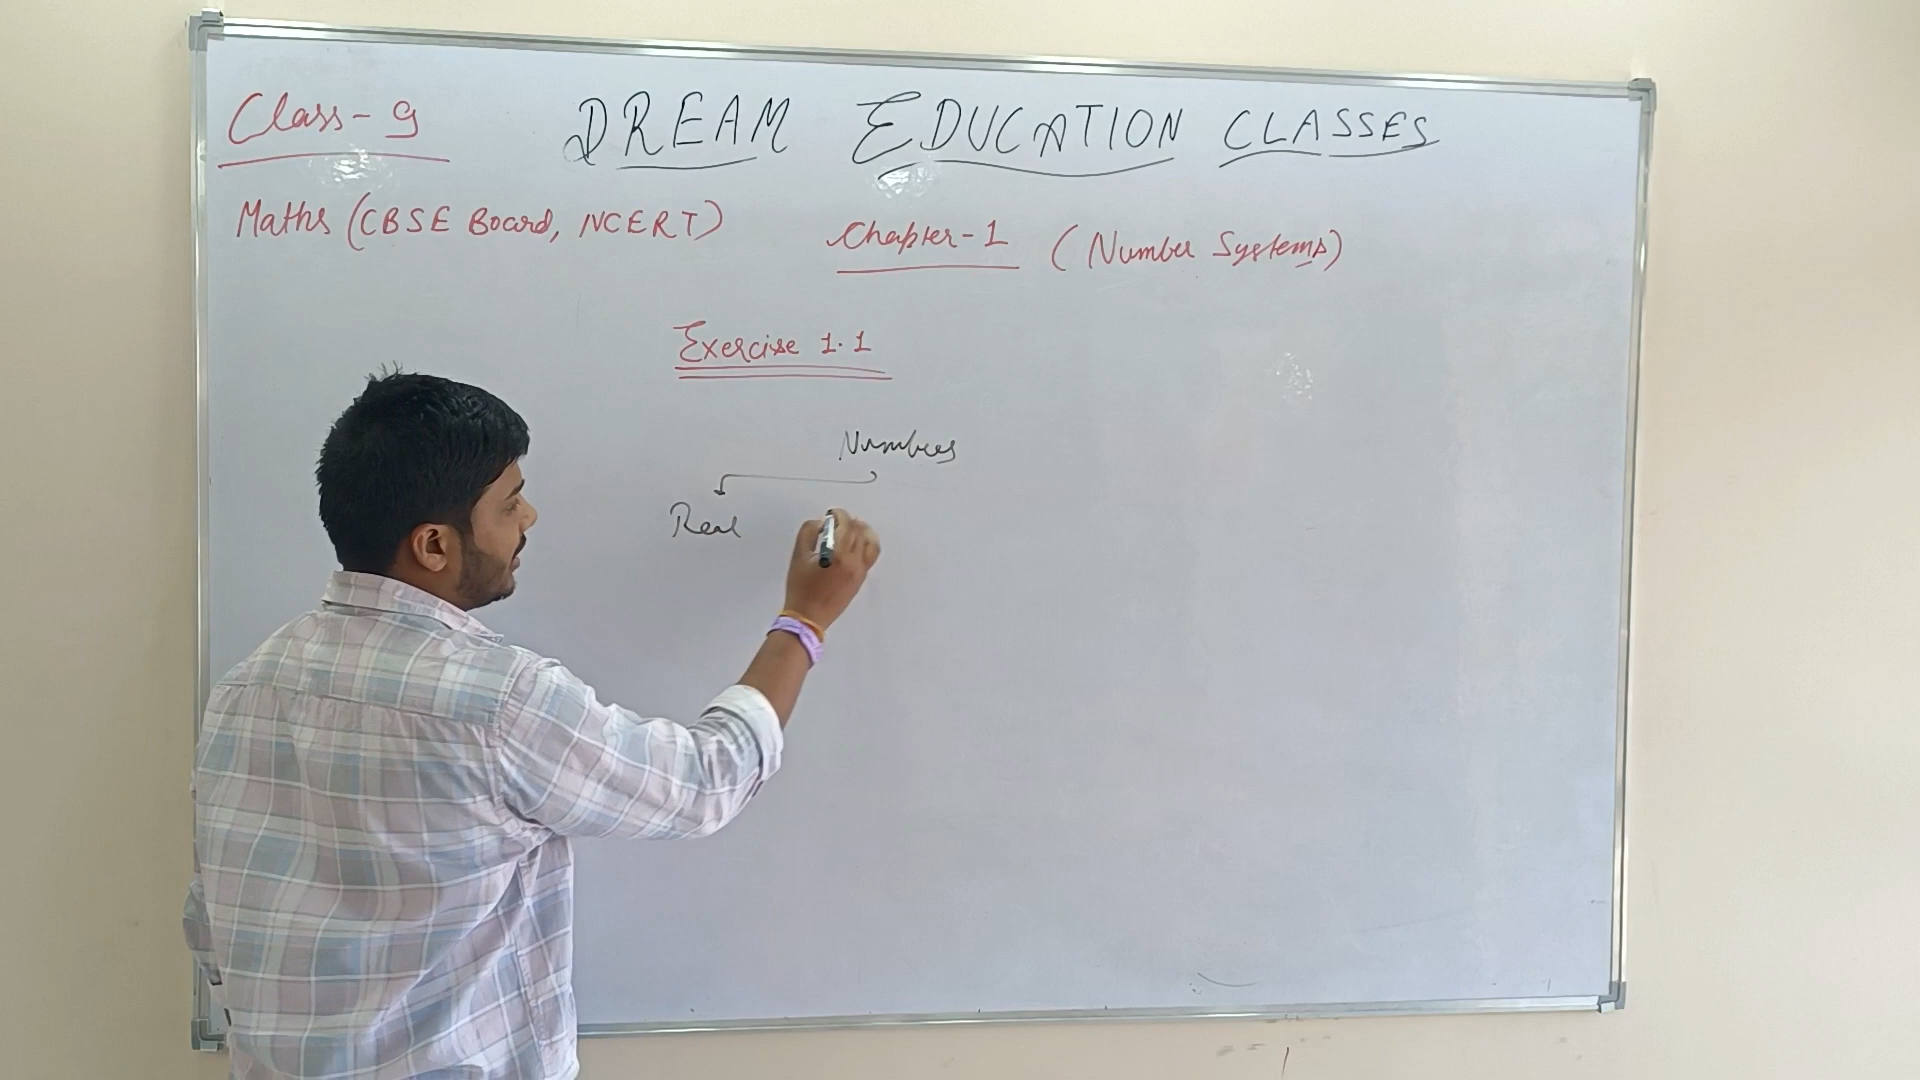 Class-9
DREAM EDUCATION CLASSES
Maths (CBSE Board, NCERT)
Chapter-1 (Number Systems)
Exercise 1.1
Numbers
Real